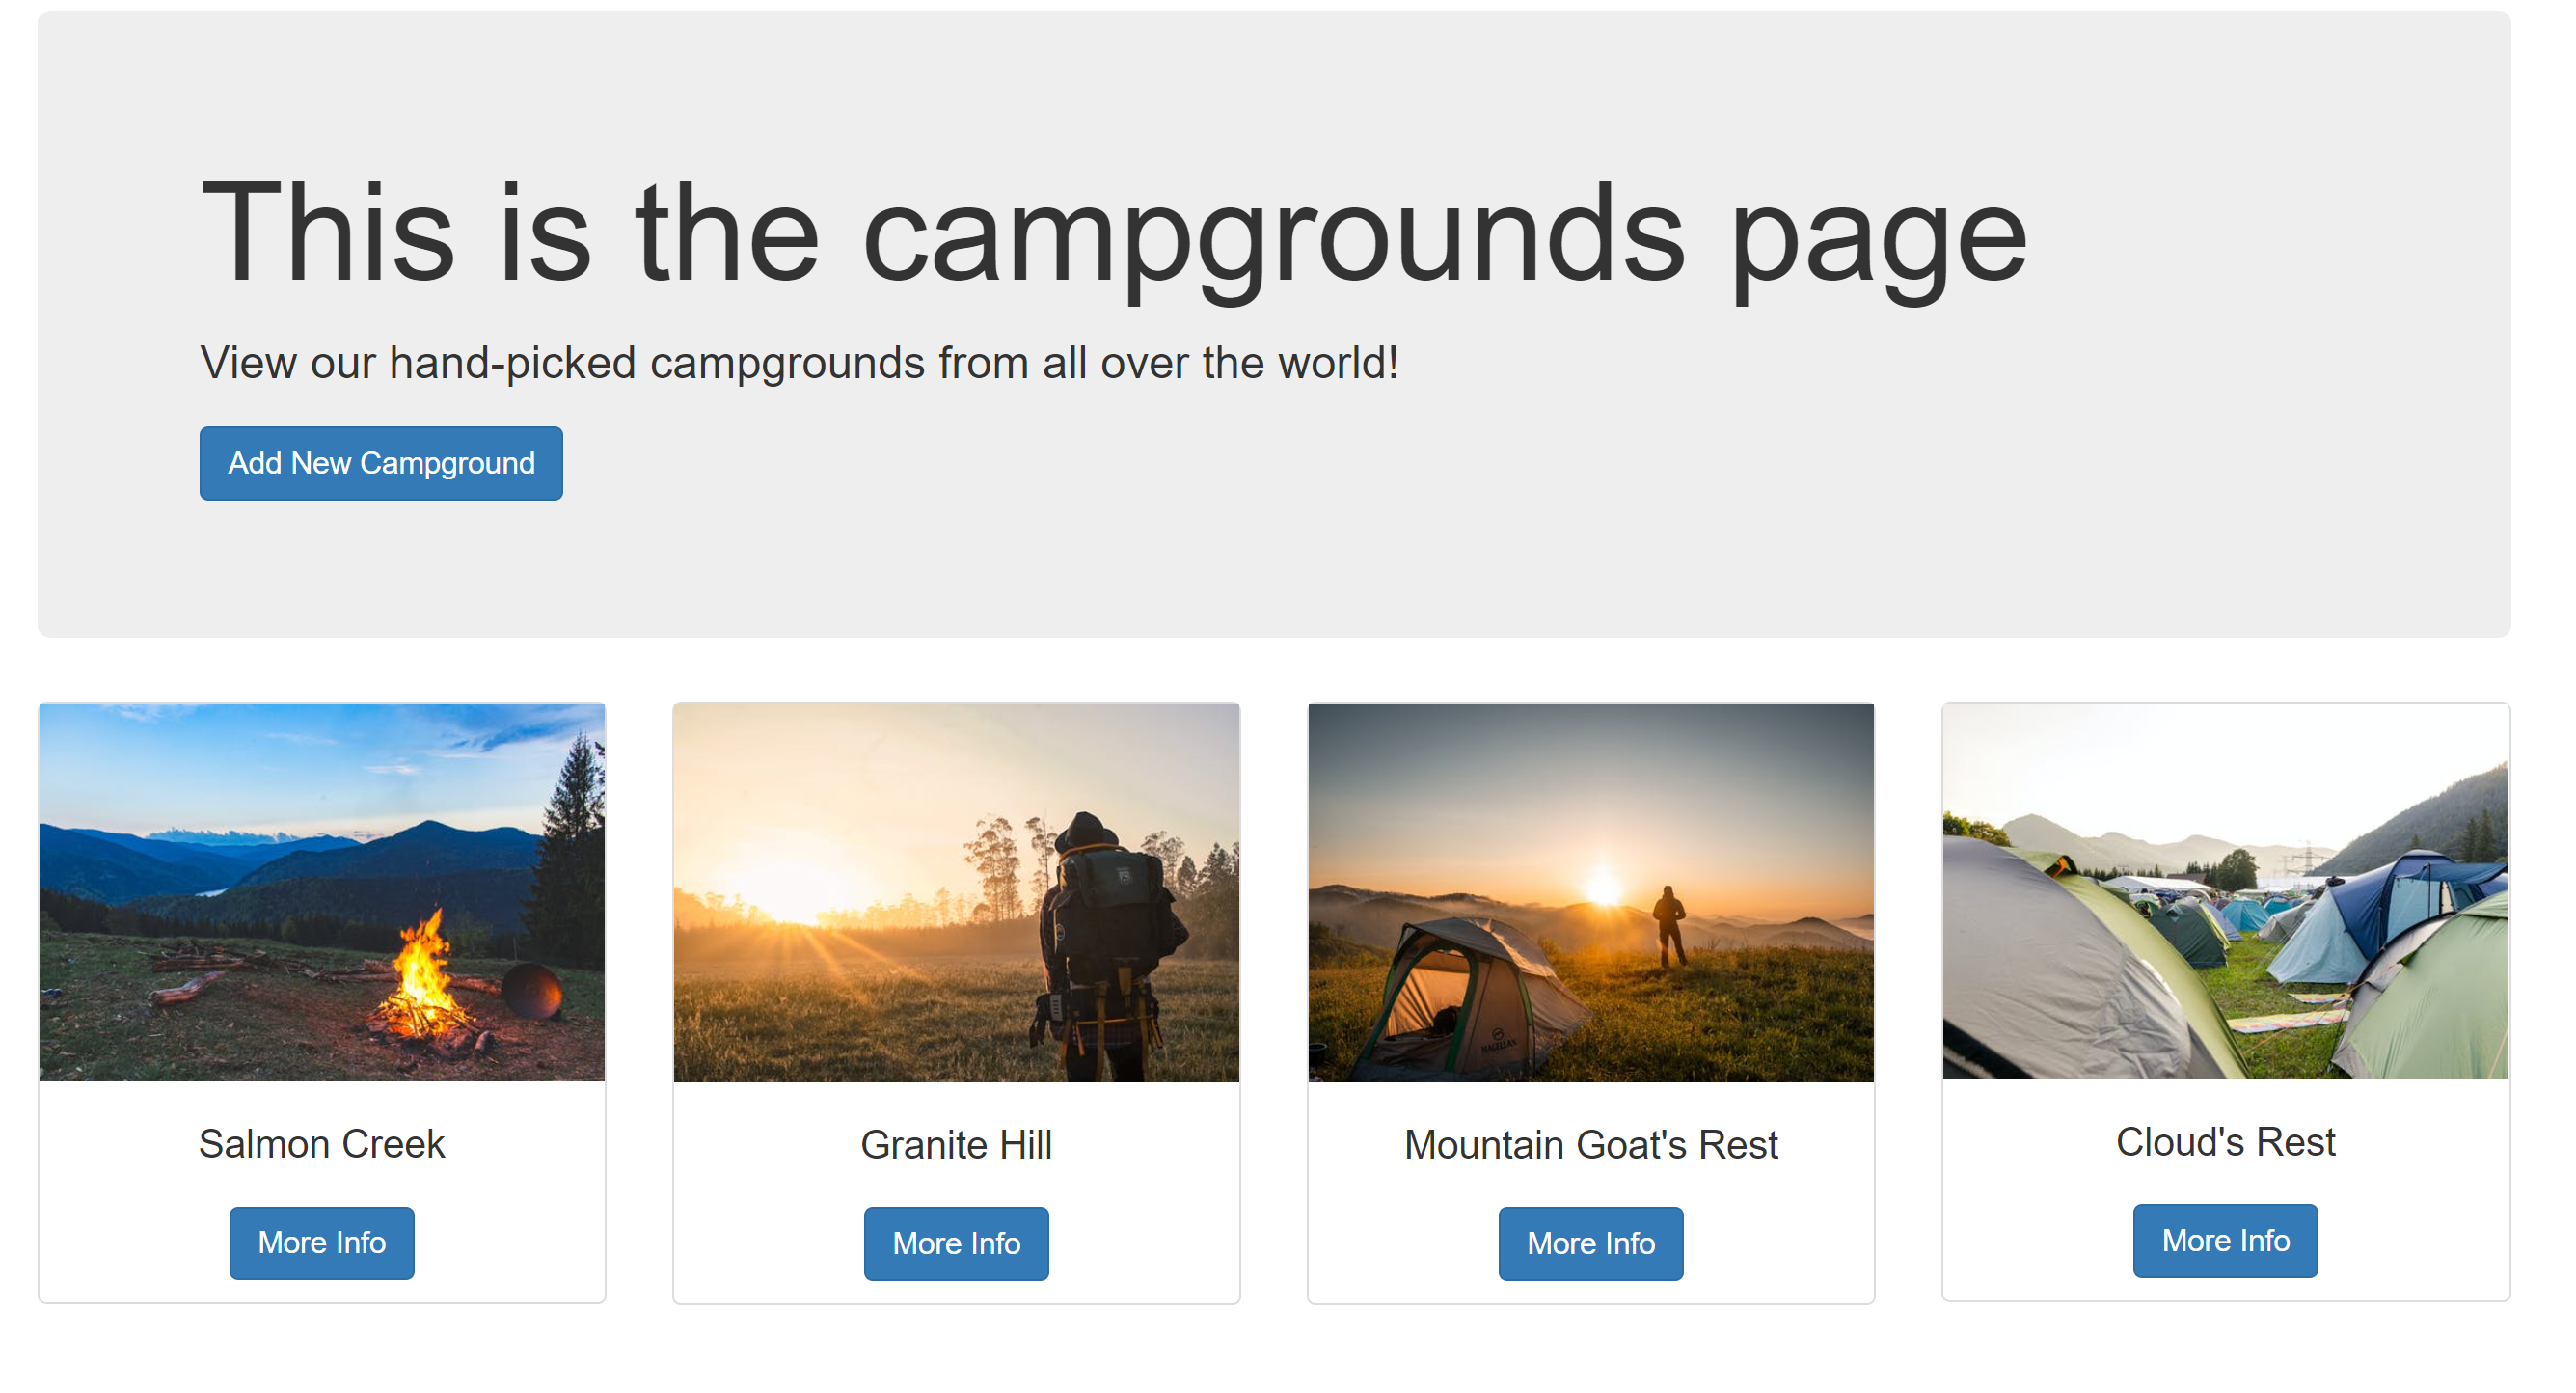 This is the campgrounds page
View our hand-picked campgrounds from all over the world!
Add New Campground
MAGELLAN
Salmon Creek
Granite Hill
Mountain Goat's Rest
Cloud's Rest
More Info
More Info
More Info
More Info